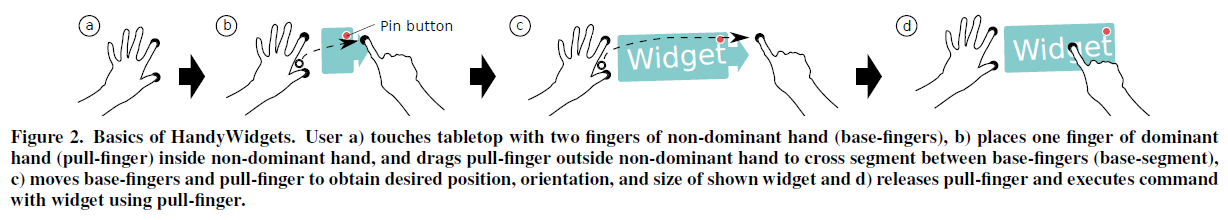 a
b
Pin button
c
Widget
d
Widget
Figure 2. Basics of HandyWidgets. User a) touches tabletop with two fingers of non-dominant hand (base-fingers), b) places one finger of dominant
hand (pull-finger) inside non-dominant hand, and drags pull-finger outside non-dominant hand to cross segment between base-fingers (base-segment),
c) moves base-fingers and pull-finger to obtain desired position, orientation, and size of shown widget and d) releases pull-finger and executes command
with widget using pull-finger.